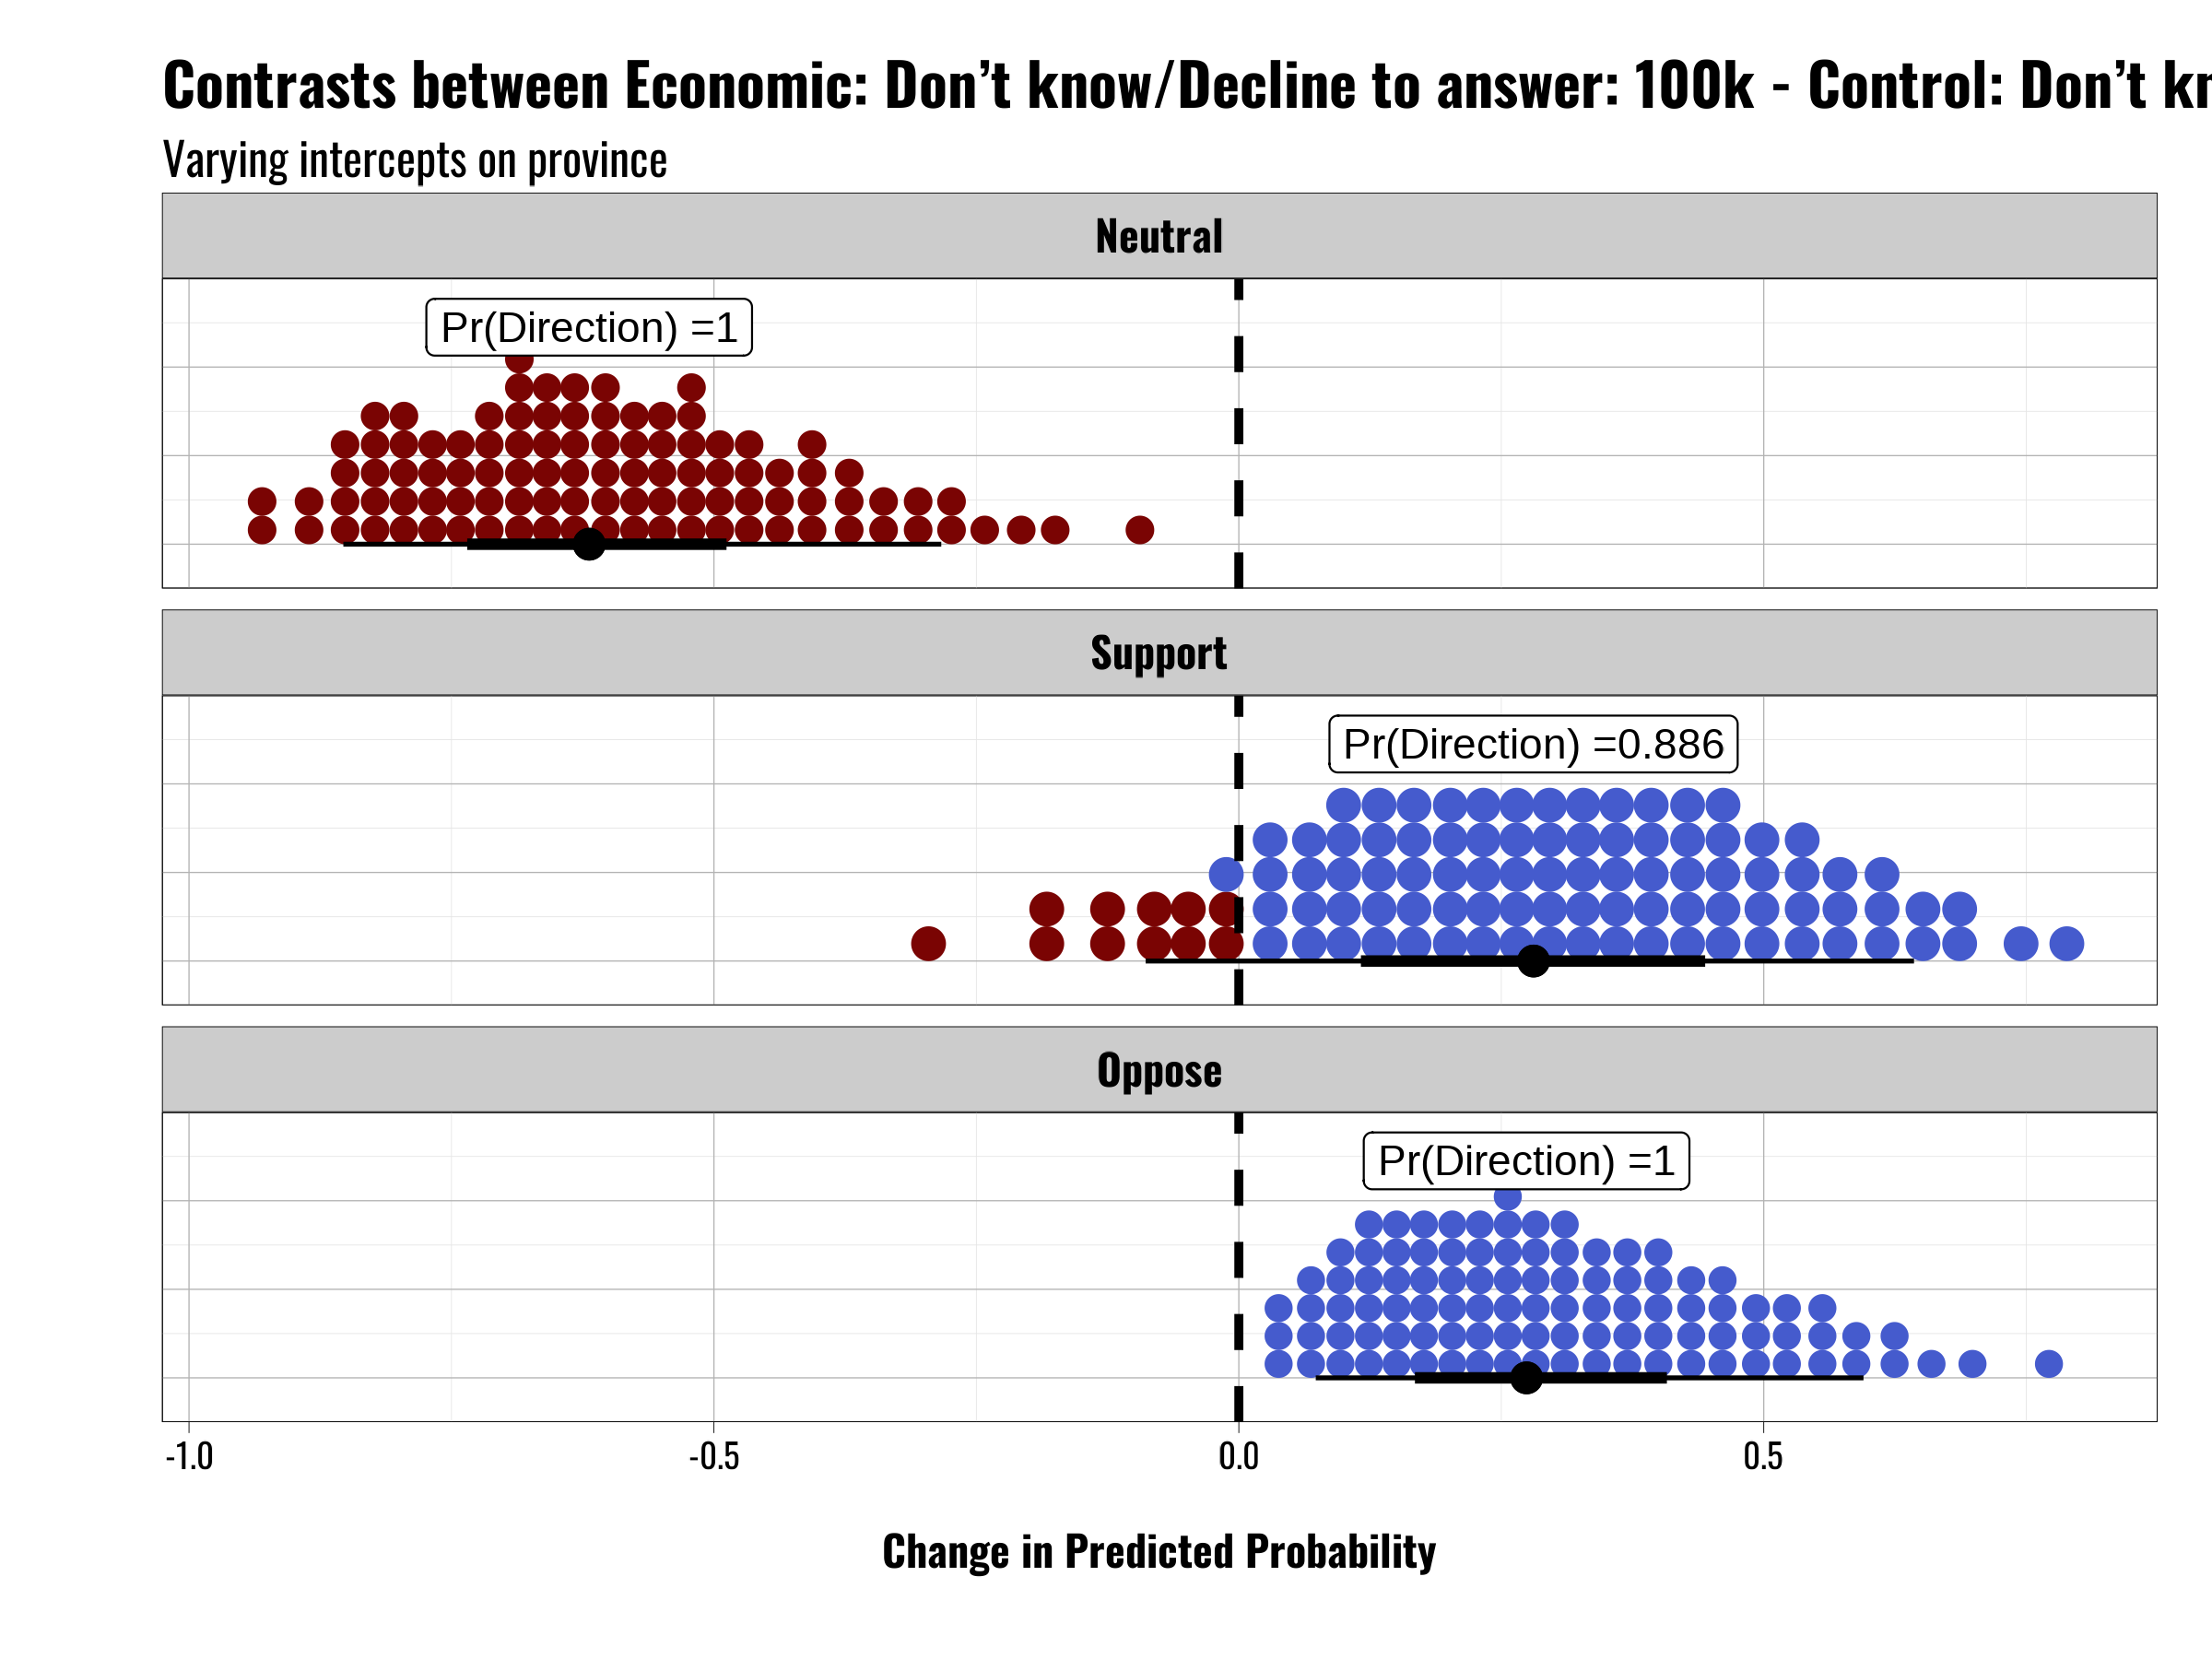 Contrasts between Economic: Don’t know/Decline to answer: 100k - Control: Don’t
Varying intercepts on province
Neutral
Pr(Direction) =1
Support
Pr(Direction) =0.886
Oppose
Pr(Direction) =1
-1.0 -0.5 0.0 0.5
Change in Predicted Probability